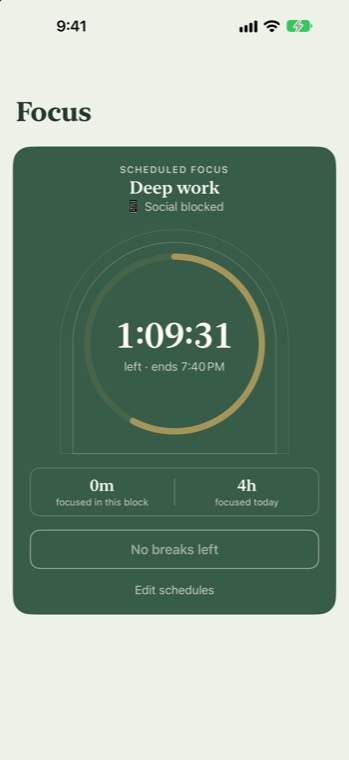 9:41
Focus
SCHEDULED FOCUS
Deep work
Social blocked
1:09:31
left · ends 7:40 PM
0m
focused in this block
4h
focused today
No breaks left
Edit schedules